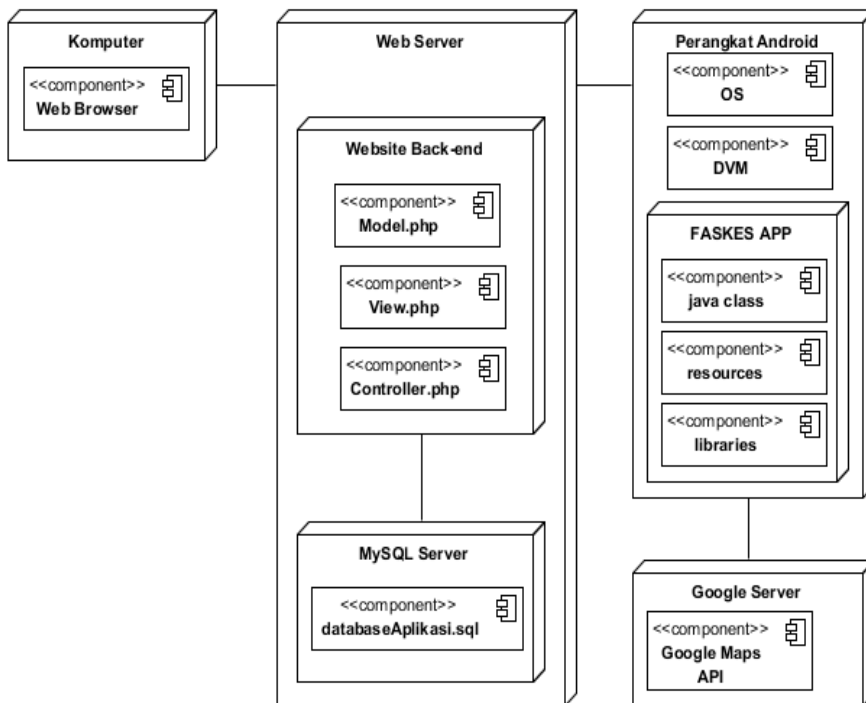 Komputer
<<component>>
Web Browser
Web Server
Website Back-end
<<component>>
Model.php
<<component>>
View.php
<<component>>
Controller.php
MySQL Server
<<component>>
databaseAplikasi.sql
Perangkat Android
<<component>>
OS
<<component>>
DVM
FASKES APP
<<component>>
java class
<<component>>
resources
<<component>>
libraries
Google Server
<<component>>
Google Maps
API